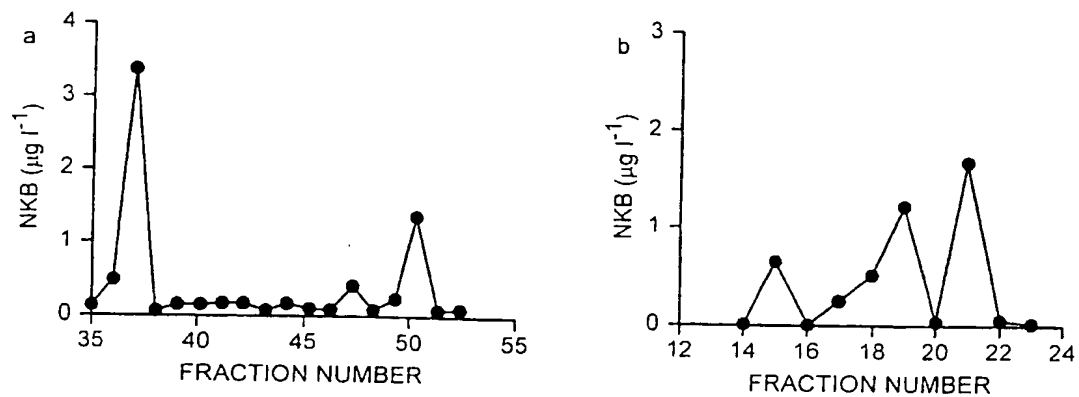 a
4
3
2
1
0
NKB (µg l⁻¹)
35 40 45 50 55
FRACTION NUMBER
b
3
2
1
0
NKB (µg l⁻¹)
12 14 16 18 20 22 24
FRACTION NUMBER